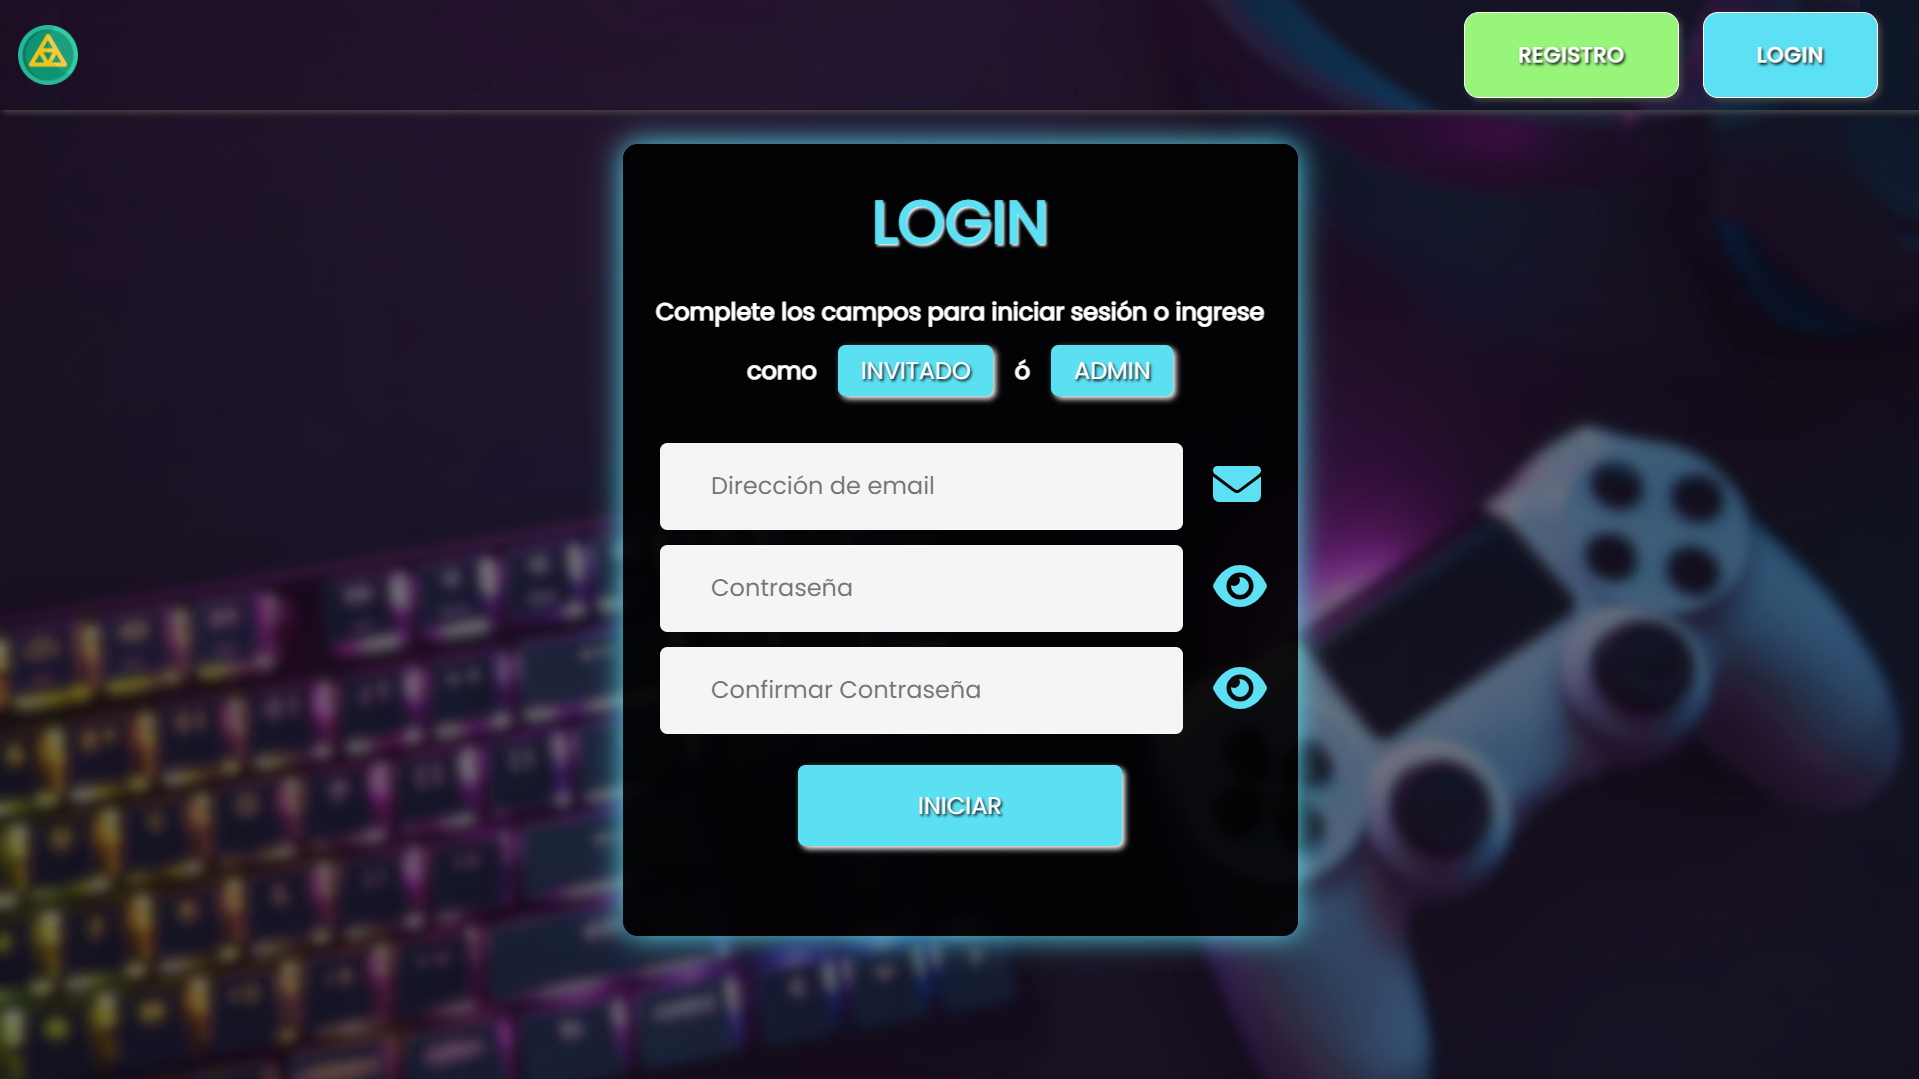 REGISTRO
LOGIN
LOGIN
Complete los campos para iniciar sesión o ingrese
como INVITADO ó ADMIN
Dirección de email
Contraseña
Confirmar Contraseña
INICIAR